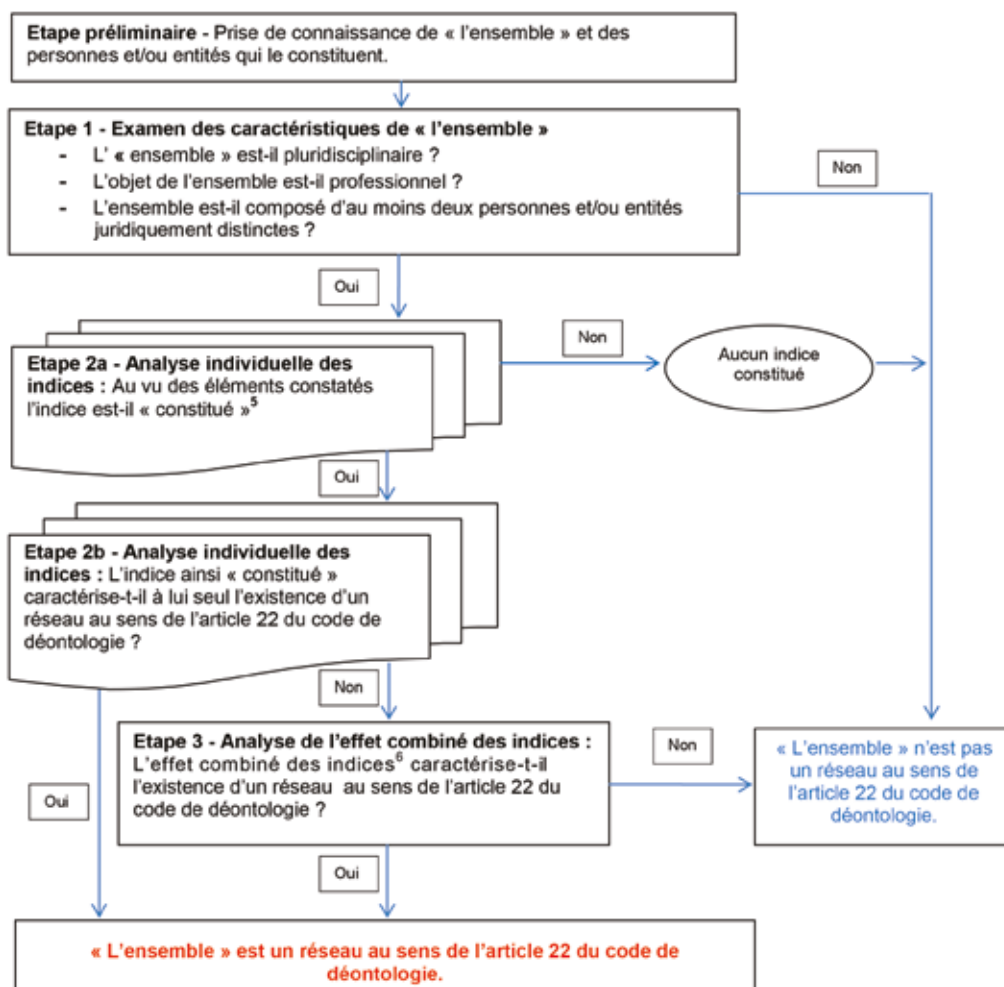 Etape préliminaire - Prise de connaissance de « l'ensemble » et des
personnes et/ou entités qui le constituent.
Etape 1 - Examen des caractéristiques de « l'ensemble »
- L' « ensemble » est-il pluridisciplinaire ?
- L'objet de l'ensemble est-il professionnel ?
- L'ensemble est-il composé d'au moins deux personnes et/ou entités
juridiquement distinctes ?
Non
Oui
Etape 2a - Analyse individuelle des
indices : Au vu des éléments constatés
l'indice est-il « constitué »⁵
Non
Aucun indice
constitué
Oui
Etape 2b - Analyse individuelle des
indices : L'indice ainsi « constitué »
caractérise-t-il à lui seul l'existence d'un
réseau au sens de l'article 22 du code de
déontologie ?
Non
Oui
Etape 3 - Analyse de l'effet combiné des indices :
L'effet combiné des indices⁶ caractérise-t-il
l'existence d'un réseau au sens de l'article 22 du
code de déontologie ?
Non
« L'ensemble » n'est pas
un réseau au sens de
l'article 22 du code de
déontologie.
Oui
« L'ensemble » est un réseau au sens de l'article 22 du code de
déontologie.